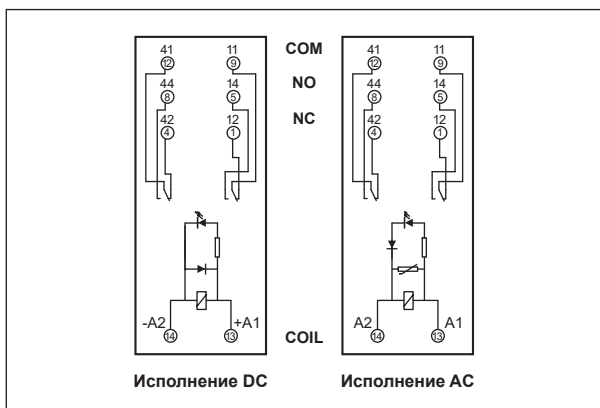 41 11 COM 41 11
12 9 12 9
44 14 NO 44 14
8 5 8 5
42 12 NC 42 12
4 1 4 1
-A2 +A1 A2 A1
14 13 COIL 14 13
Исполнение DC Исполнение AC